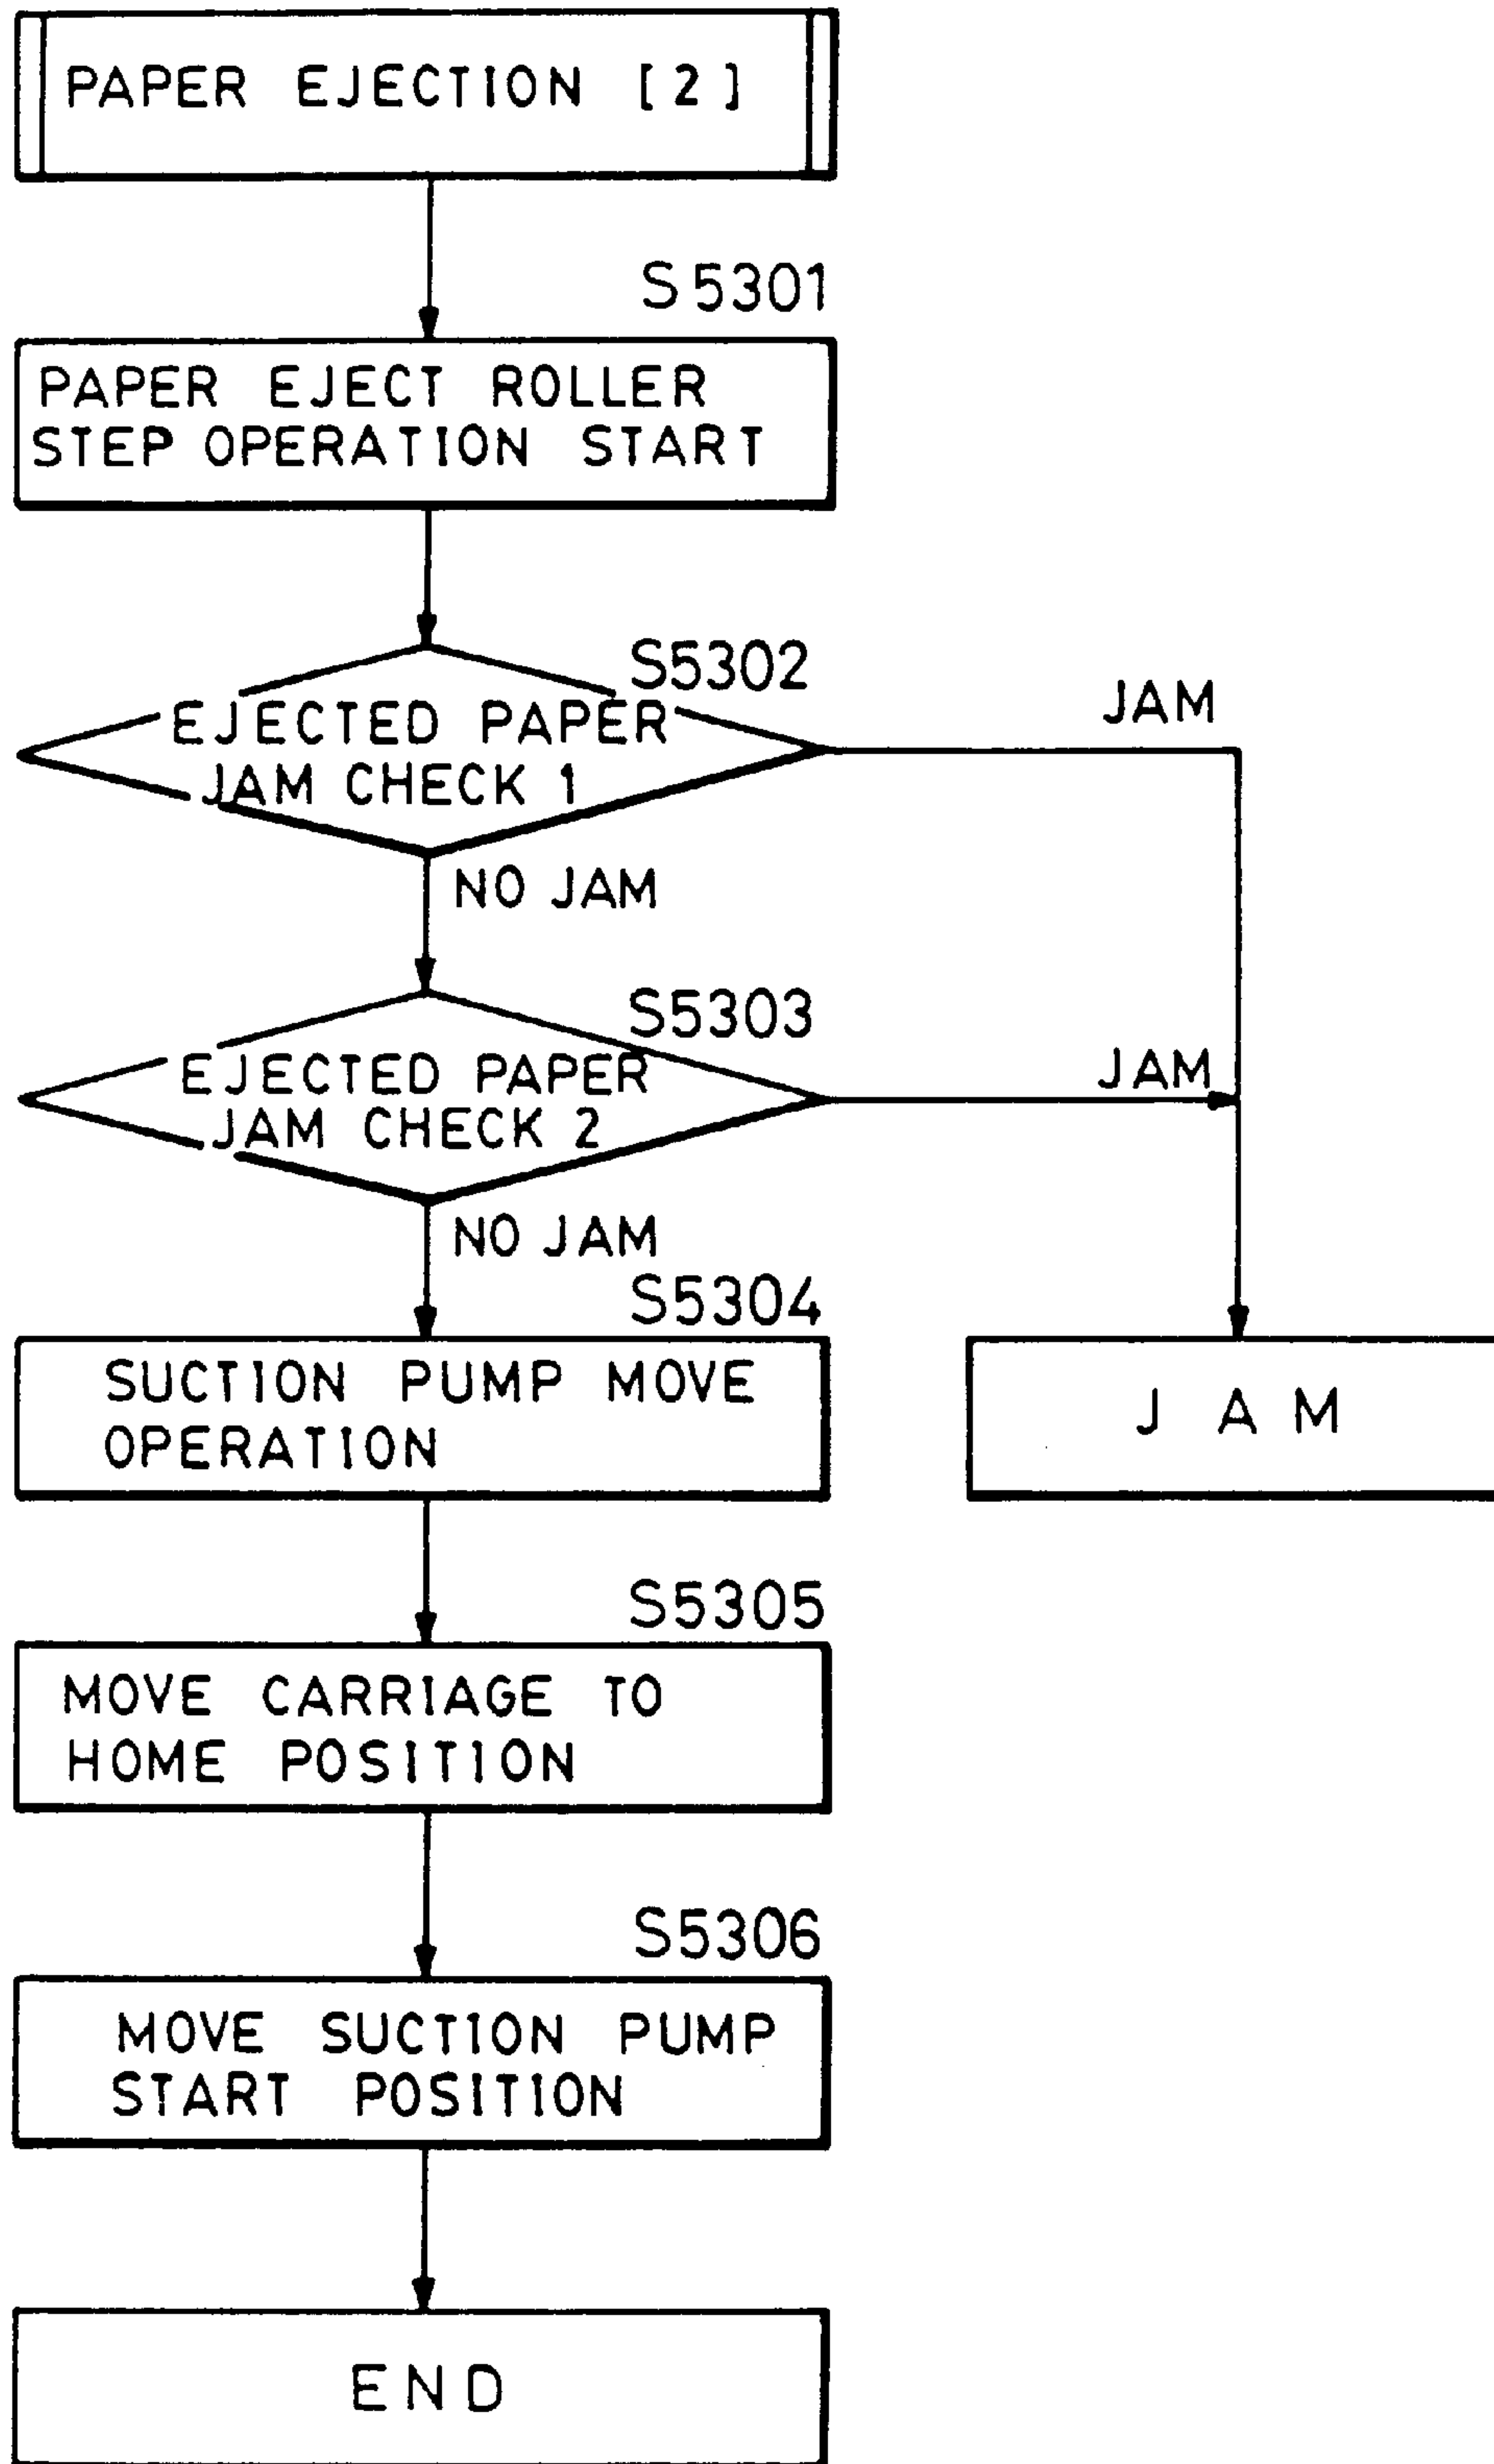 PAPER EJECTION [2]
S5301
PAPER EJECT ROLLER
STEP OPERATION START
S5302
EJECTED PAPER
JAM CHECK 1
JAM
NO JAM
S5303
EJECTED PAPER
JAM CHECK 2
JAM
NO JAM
S5304
SUCTION PUMP MOVE
OPERATION
JAM
S5305
MOVE CARRIAGE TO
HOME POSITION
S5306
MOVE SUCTION PUMP
START POSITION
END